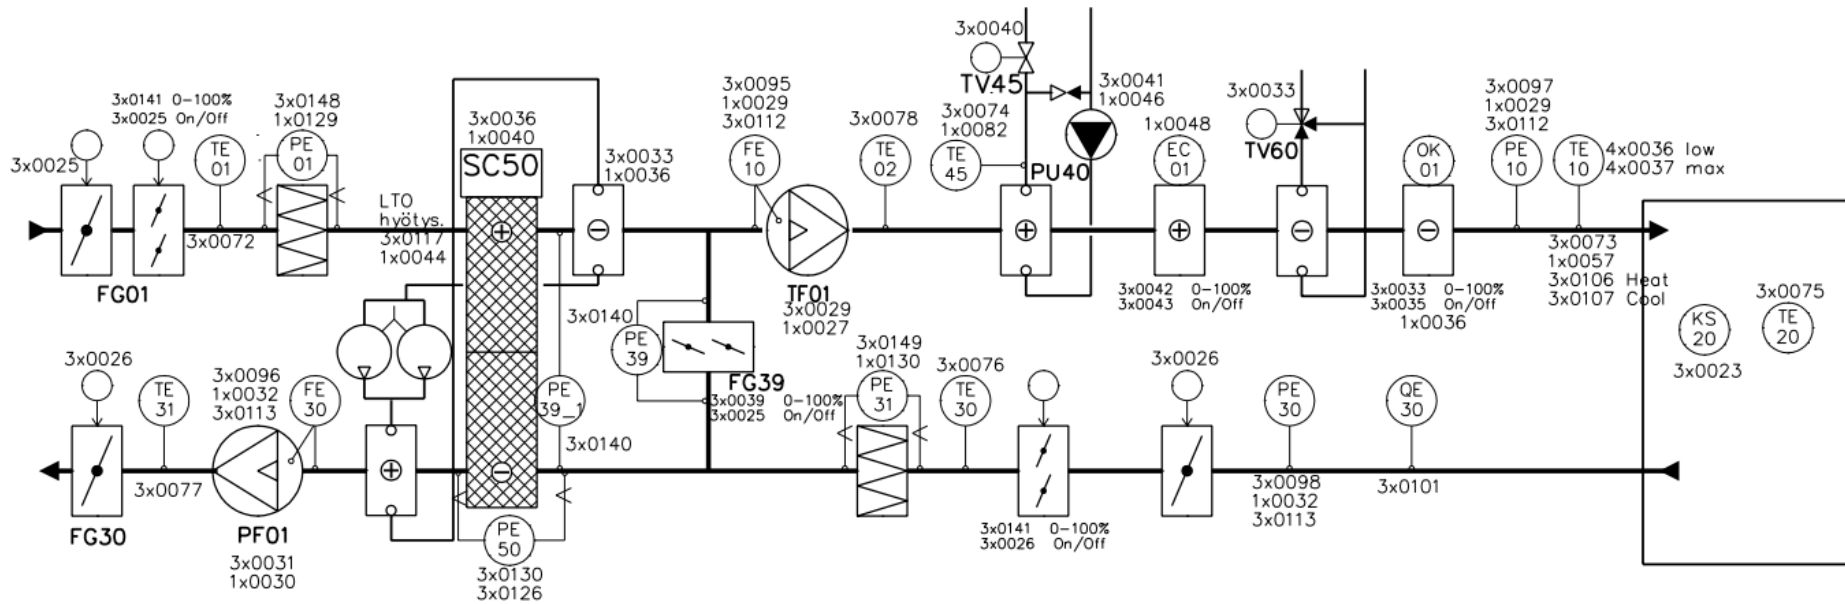 3x0025
3x0141 0-100%
3x0025 On/Off
TE
01
3x0072
FG01
3x0148
1x0129
PE
01
LTO
hyötys.
3x0117
1x0044
3x0036
1x0040
SC50
+
3x0033
1x0036
-
3x0095
1x0029
3x0112
FE
10
TF01
3x0029
1x0027
3x0078
TE
02
3x0040
TV45
3x0074
1x0082
TE
45
3x0041
1x0046
PU40
+
1x0048
EC
01
+
3x0042 0-100%
3x0043 On/Off
3x0033
TV60
-
OK
01
-
3x0033 0-100%
3x0035 On/Off
1x0036
3x0097
1x0029
3x0112
PE
10
TE
10
4x0036 low
4x0037 max
3x0073
1x0057
3x0106 Heat
3x0107 Cool
KS
20
3x0023
3x0075
TE
20
3x0026
FG30
TE
31
3x0077
3x0096
1x0032
3x0113
FE
30
PF01
3x0031
1x0030
+
-
PE
50
3x0130
3x0126
PE
39_1
3x0140
3x0140
PE
39
FG39
3x0039 0-100%
3x0025 On/Off
3x0149
1x0130
PE
31
3x0076
TE
30
3x0141 0-100%
3x0026 On/Off
3x0026
PE
30
3x0098
1x0032
3x0113
QE
30
3x0101